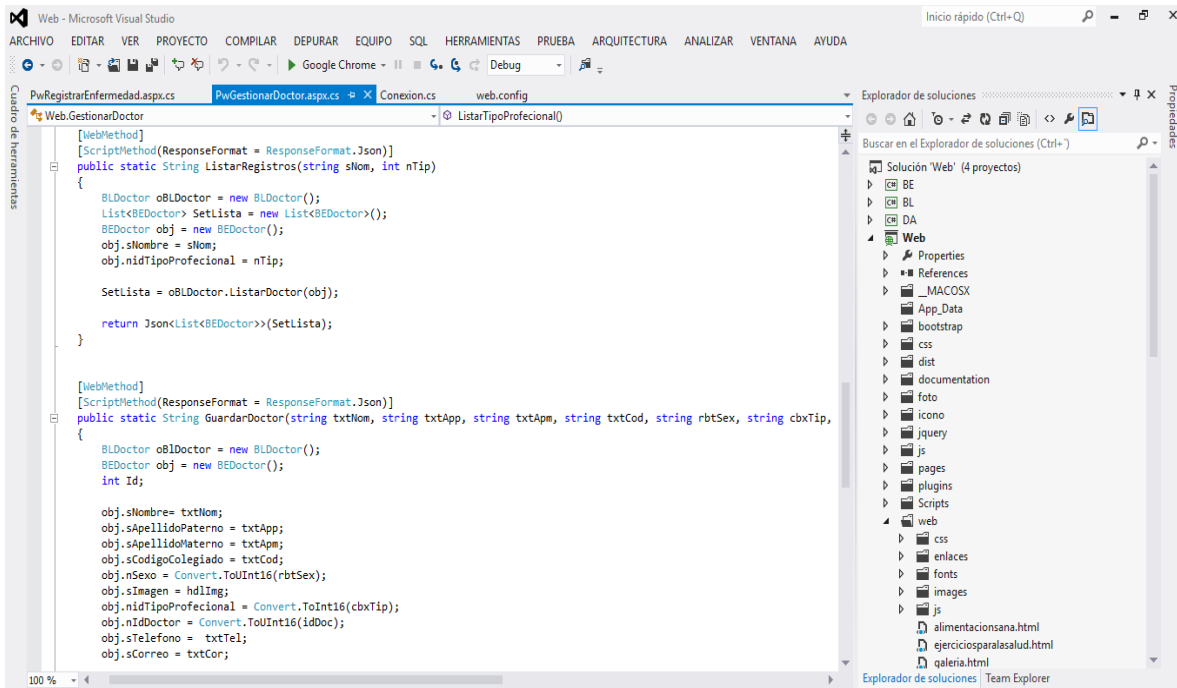 Web - Microsoft Visual Studio
Inicio rápido (Ctrl+Q)
ARCHIVO EDITAR VER PROYECTO COMPILAR DEPURAR EQUIPO SQL HERRAMIENTAS PRUEBA ARQUITECTURA ANALIZAR VENTANA AYUDA
Google Chrome
Debug
Cuadro de herramientas
PwRegistrarEnfermedad.aspx.cs PwGestionarDoctor.aspx.cs Conexion.cs web.config
Web.GestionarDoctor
ListarTipoProfecional()
[WebMethod]
[ScriptMethod(ResponseFormat = ResponseFormat.Json)]
public static String ListarRegistros(string sNom, int nTip)
{
BLDoctor oBLDoctor = new BLDoctor();
List<BEDoctor> SetLista = new List<BEDoctor>();
BEDoctor obj = new BEDoctor();
obj.sNombre = sNom;
obj.nidTipoProfecional = nTip;
SetLista = oBLDoctor.ListarDoctor(obj);
return Json<List<BEDoctor>>(SetLista);
}
[WebMethod]
[ScriptMethod(ResponseFormat = ResponseFormat.Json)]
public static String GuardarDoctor(string txtNom, string txtApp, string txtApm, string txtCod, string rbtSex, string cbxTip,
{
BLDoctor oBlDoctor = new BLDoctor();
BEDoctor obj = new BEDoctor();
int Id;
obj.sNombre= txtNom;
obj.sApellidoPaterno = txtApp;
obj.sApellidoMaterno = txtApm;
obj.sCodigoColegiado = txtCod;
obj.nSexo = Convert.ToUInt16(rbtSex);
obj.sImagen = hdlImg;
obj.nidTipoProfecional = Convert.ToInt16(cbxTip);
obj.nIdDoctor = Convert.ToUInt16(idDoc);
obj.sTelefono = txtTel;
obj.sCorreo = txtCor;
100 %
Explorador de soluciones
Buscar en el Explorador de soluciones (Ctrl+`)
Solución 'Web' (4 proyectos)
C# BE
C# BL
C# DA
Web
Properties
References
__MACOSX
App_Data
bootstrap
css
dist
documentation
foto
icono
jquery
js
pages
plugins
Scripts
web
css
enlaces
fonts
images
js
alimentacionsana.html
ejerciciosparalasalud.html
galeria.html
Explorador de soluciones Team Explorer
Propiedades